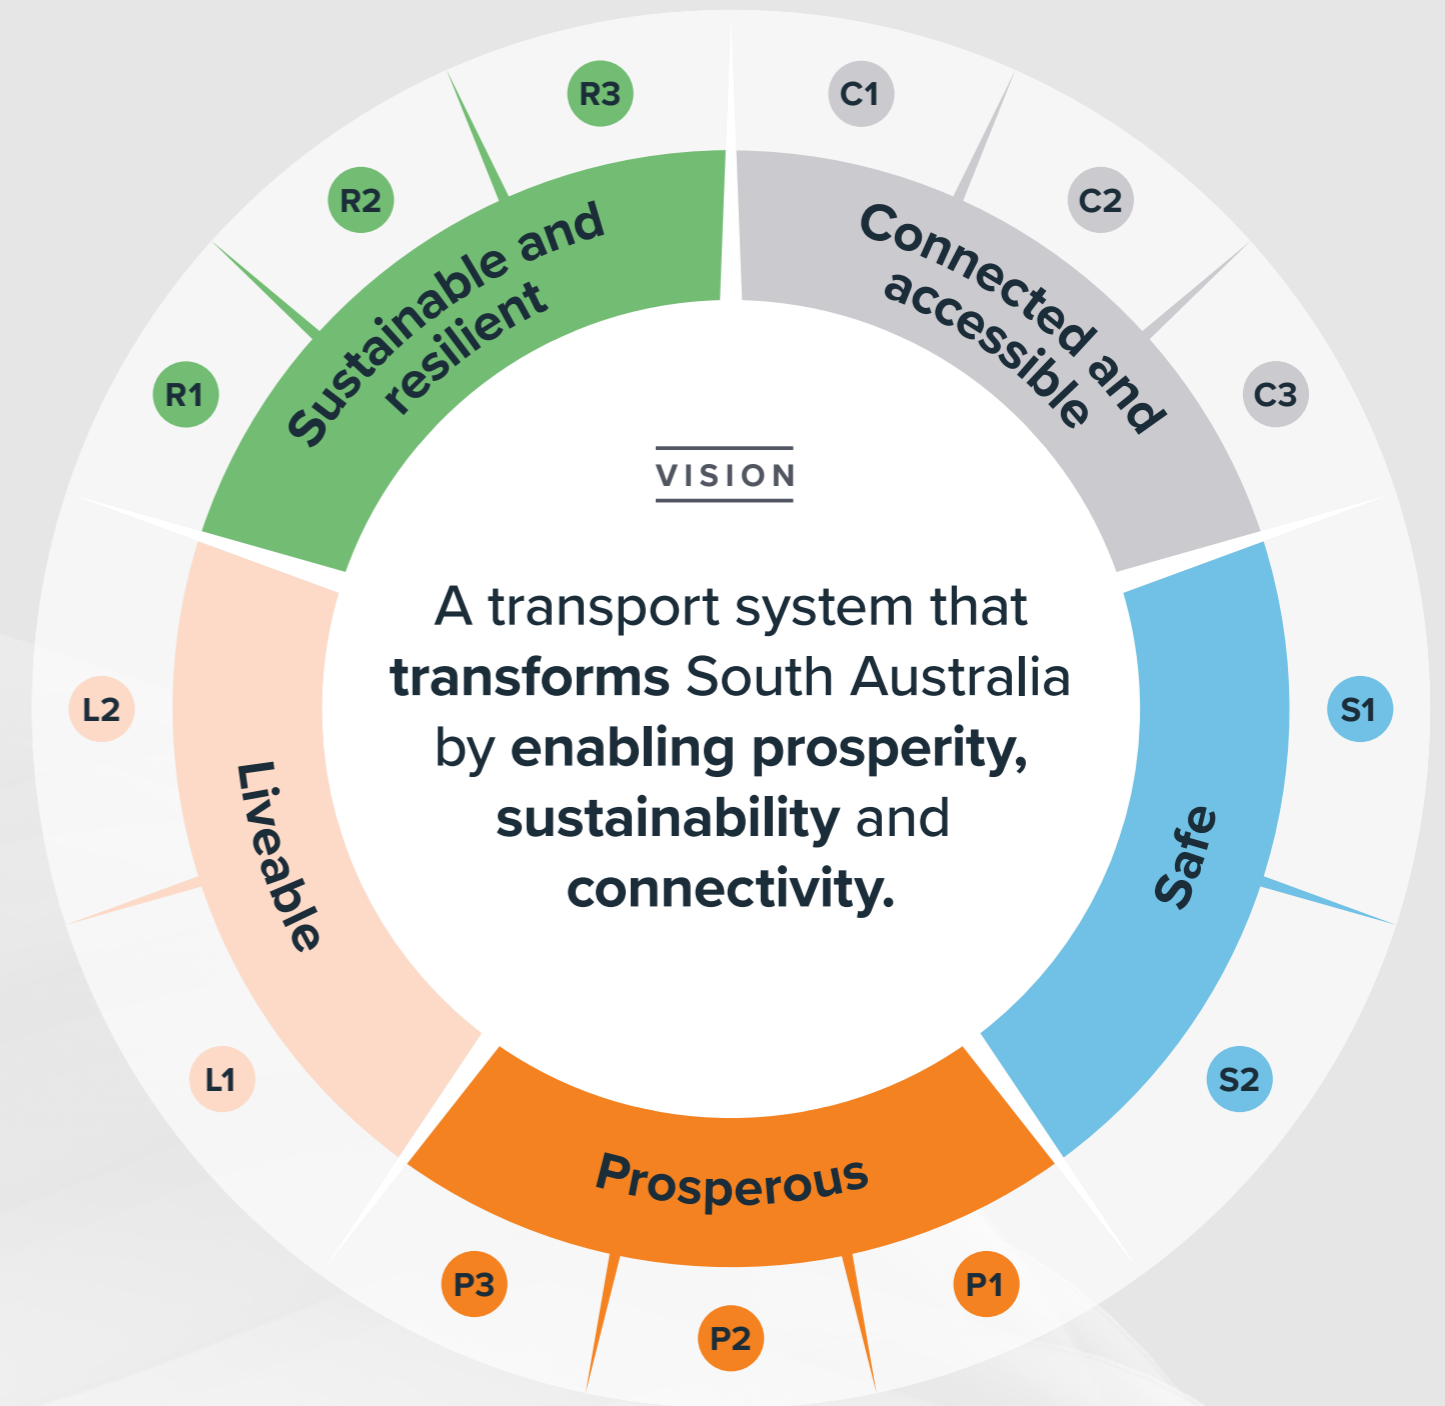 VISION
A transport system that
transforms South Australia
by enabling prosperity,
sustainability and
connectivity.
Connected and
accessible
C1
C2
C3
Safe
S1
S2
Prosperous
P1
P2
P3
Liveable
L1
L2
Sustainable and
resilient
R1
R2
R3